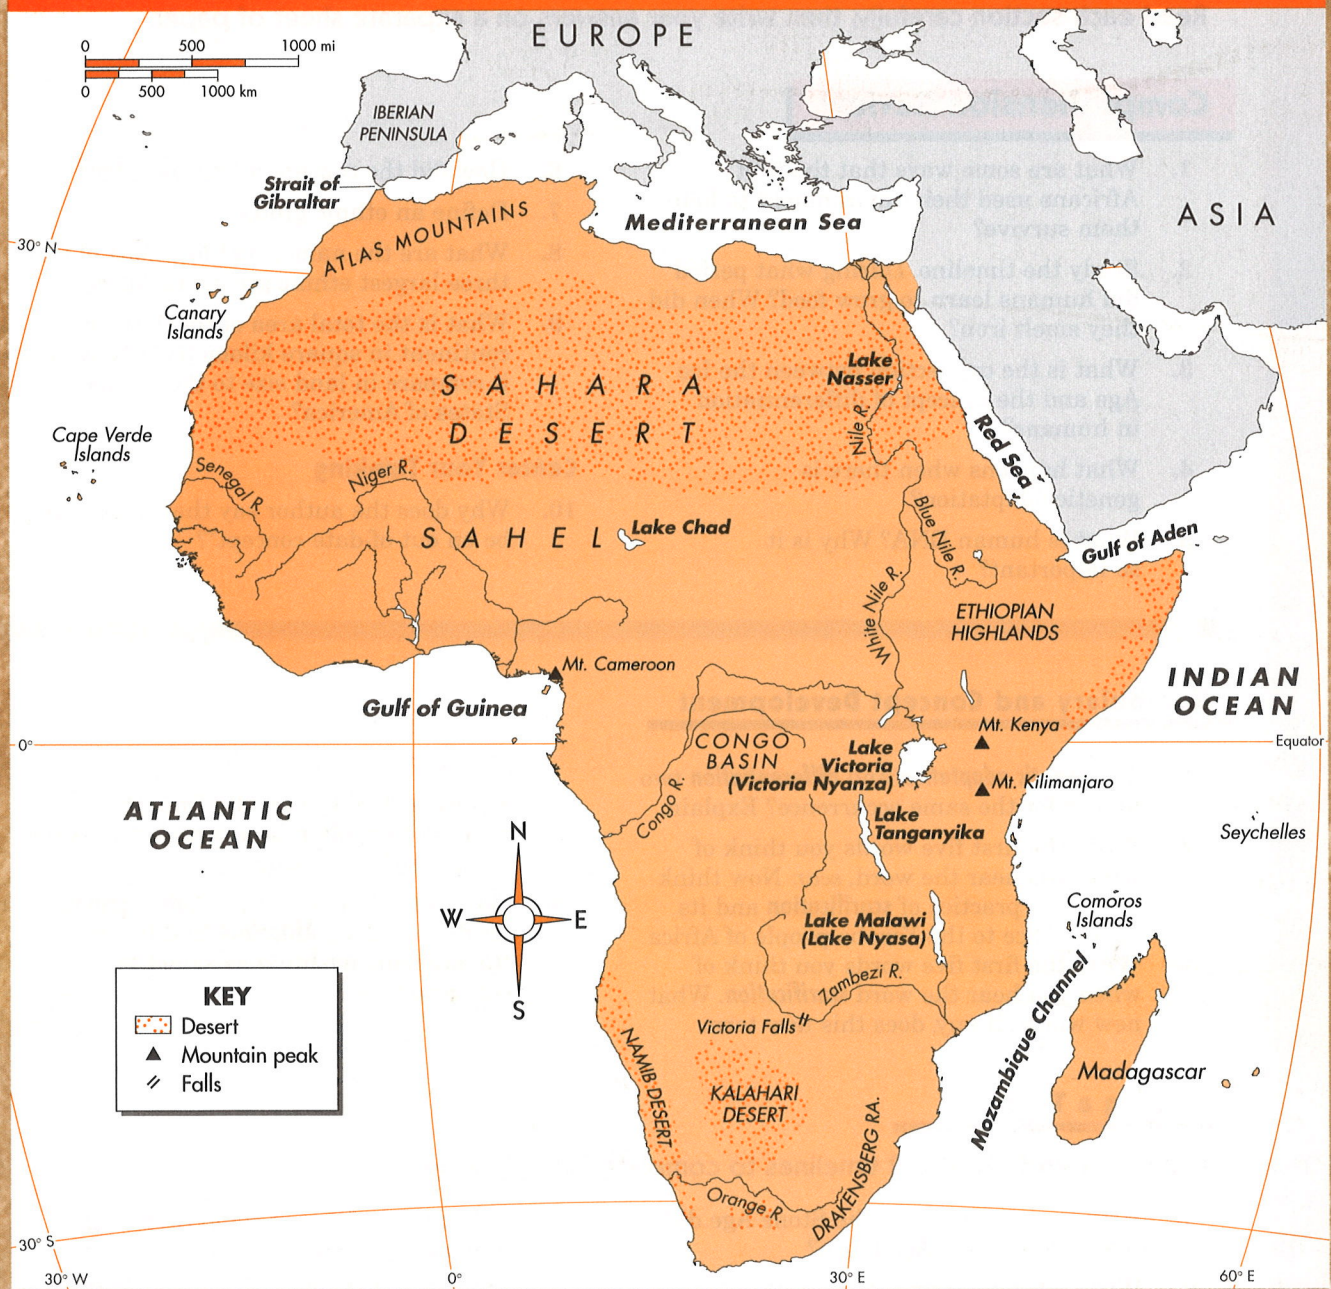 0 500 1000 mi
0 500 1000 km
EUROPE
IBERIAN
PENINSULA
Strait of
Gibraltar
ATLAS MOUNTAINS
Mediterranean Sea
ASIA
30° N
Canary
Islands
SAHARA
DESERT
Lake
Nasser
Nile R.
Red Sea
Cape Verde
Islands
Senegal R.
Niger R.
SAHEL
Lake Chad
Blue Nile R.
Gulf of Aden
White Nile R.
ETHIOPIAN
HIGHLANDS
Mt. Cameroon
Gulf of Guinea
INDIAN
OCEAN
Mt. Kenya
0°
Equator
CONGO
BASIN
Lake
Victoria
(Victoria Nyanza)
Mt. Kilimanjaro
Congo R.
Lake
Tanganyika
ATLANTIC
OCEAN
Seychelles
N
W E
S
Lake Malawi
(Lake Nyasa)
Comoros
Islands
Zambezi R.
Victoria Falls
Mozambique Channel
Madagascar
KEY
Desert
Mountain peak
Falls
NAMIB DESERT
KALAHARI
DESERT
Orange R.
DRAKENSBERG RA.
30° S
30° W 0° 30° E 60° E